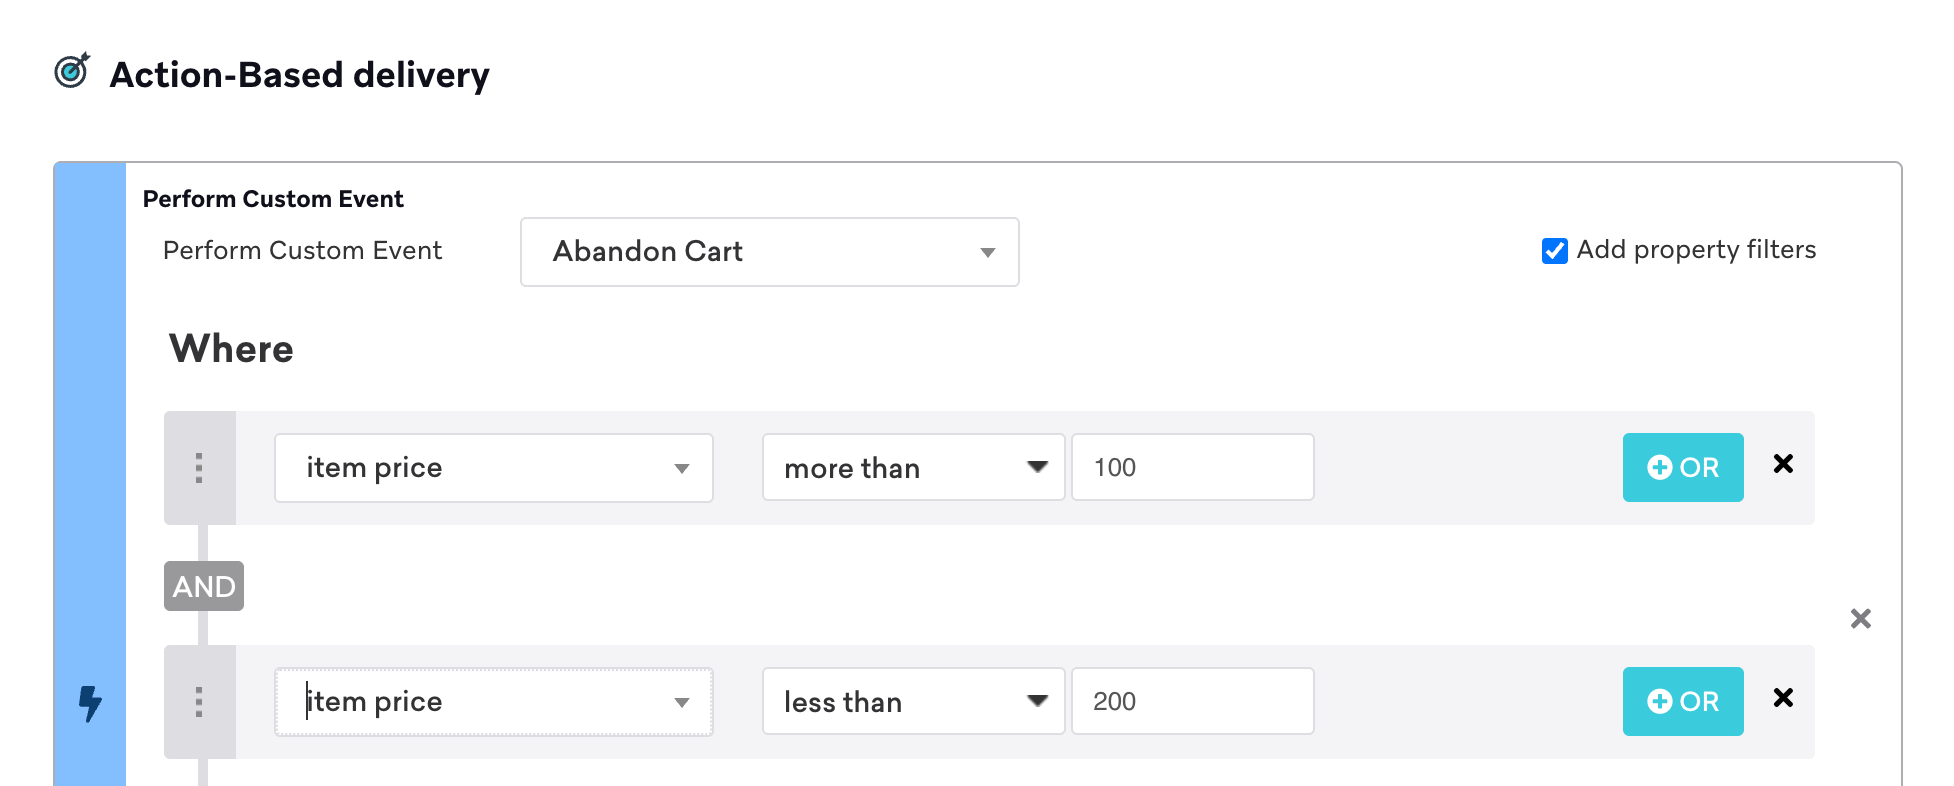 Action-Based delivery
Perform Custom Event
Perform Custom Event Abandon Cart Add property filters
Where
item price more than 100 OR
AND
item price less than 200 OR